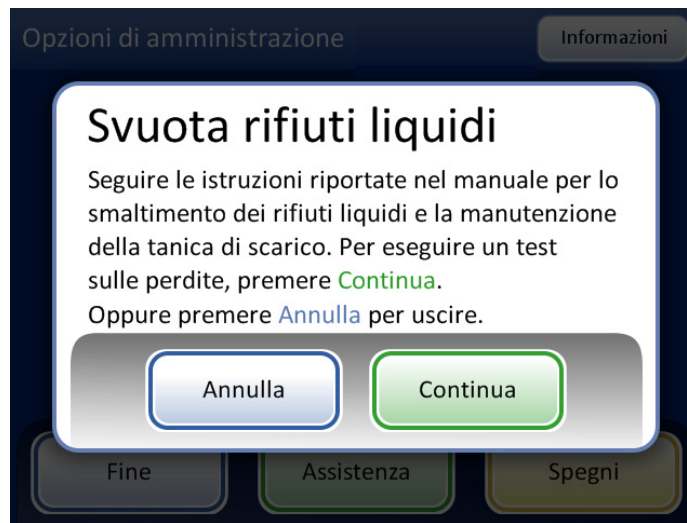 Opzioni di amministrazione
Informazioni
Svuota rifiuti liquidi
Seguire le istruzioni riportate nel manuale per lo
smaltimento dei rifiuti liquidi e la manutenzione
della tanica di scarico. Per eseguire un test
sulle perdite, premere Continua.
Oppure premere Annulla per uscire.
Annulla
Continua
Fine
Assistenza
Spegni